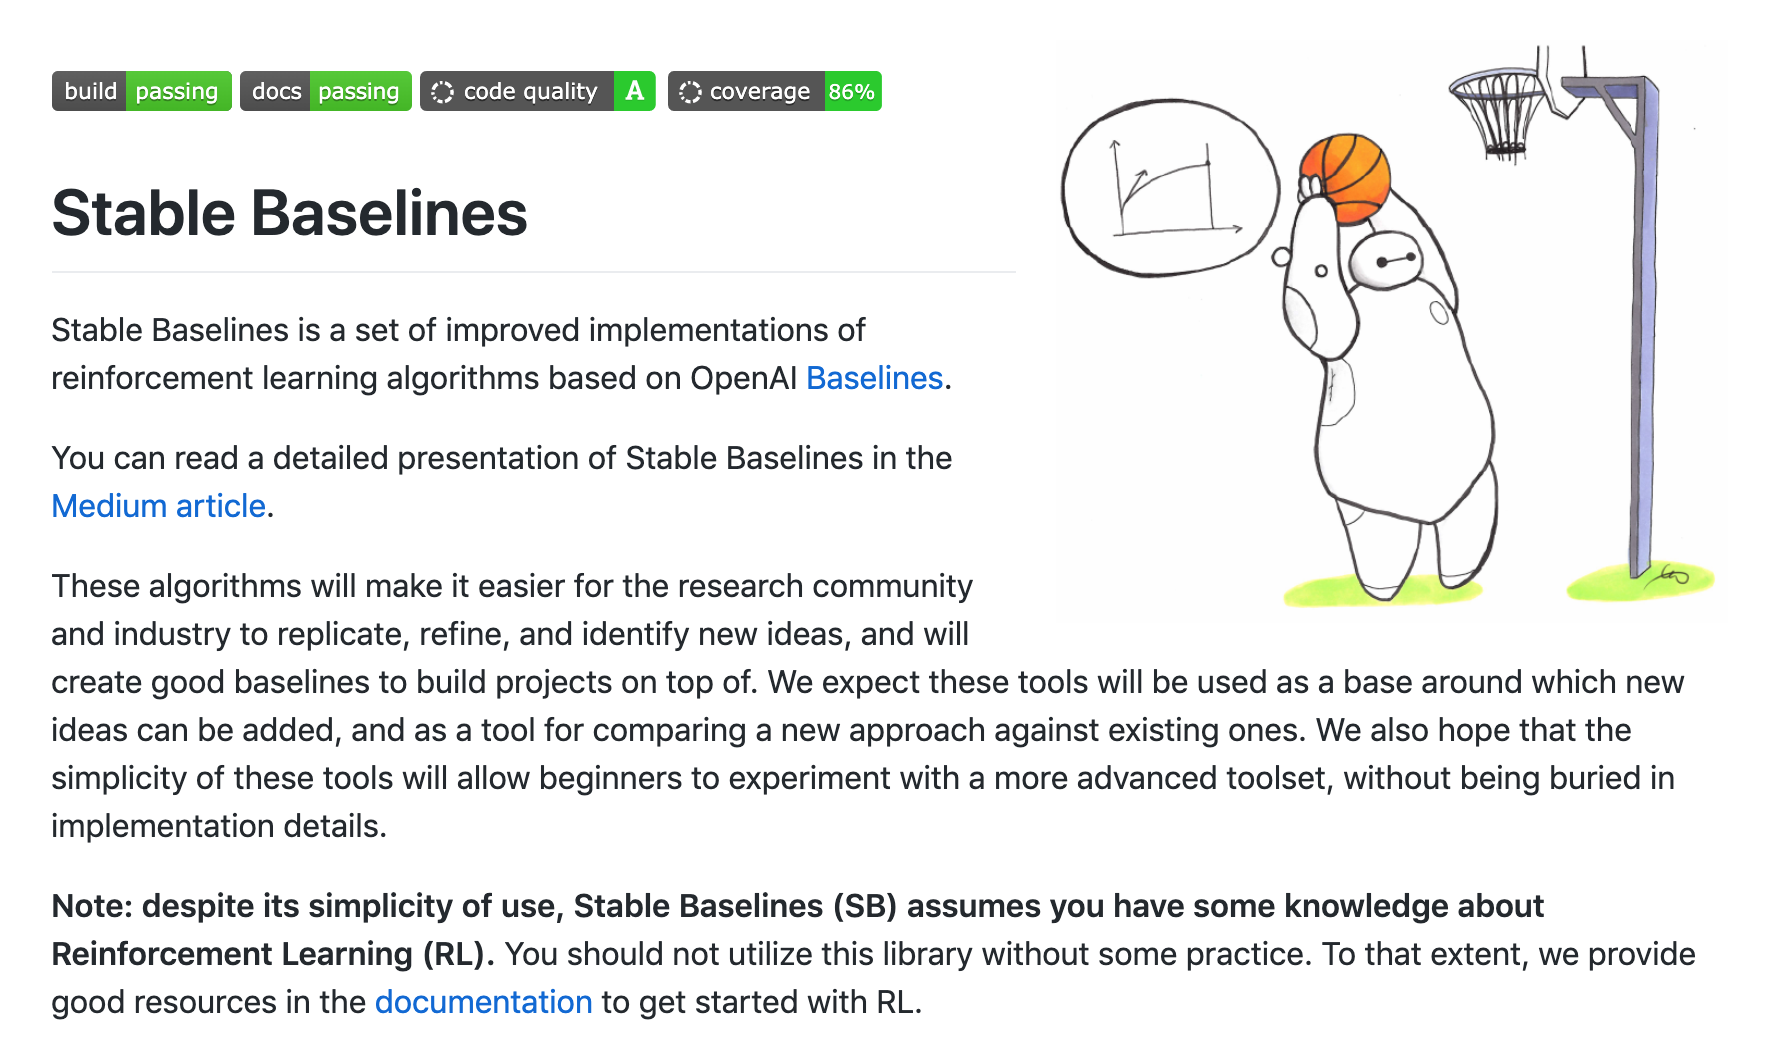 build passing docs passing code quality A coverage 86%
Stable Baselines
Stable Baselines is a set of improved implementations of
reinforcement learning algorithms based on OpenAI Baselines.
You can read a detailed presentation of Stable Baselines in the
Medium article.
These algorithms will make it easier for the research community
and industry to replicate, refine, and identify new ideas, and will
create good baselines to build projects on top of. We expect these tools will be used as a base around which new
ideas can be added, and as a tool for comparing a new approach against existing ones. We also hope that the
simplicity of these tools will allow beginners to experiment with a more advanced toolset, without being buried in
implementation details.
Note: despite its simplicity of use, Stable Baselines (SB) assumes you have some knowledge about
Reinforcement Learning (RL). You should not utilize this library without some practice. To that extent, we provide
good resources in the documentation to get started with RL.